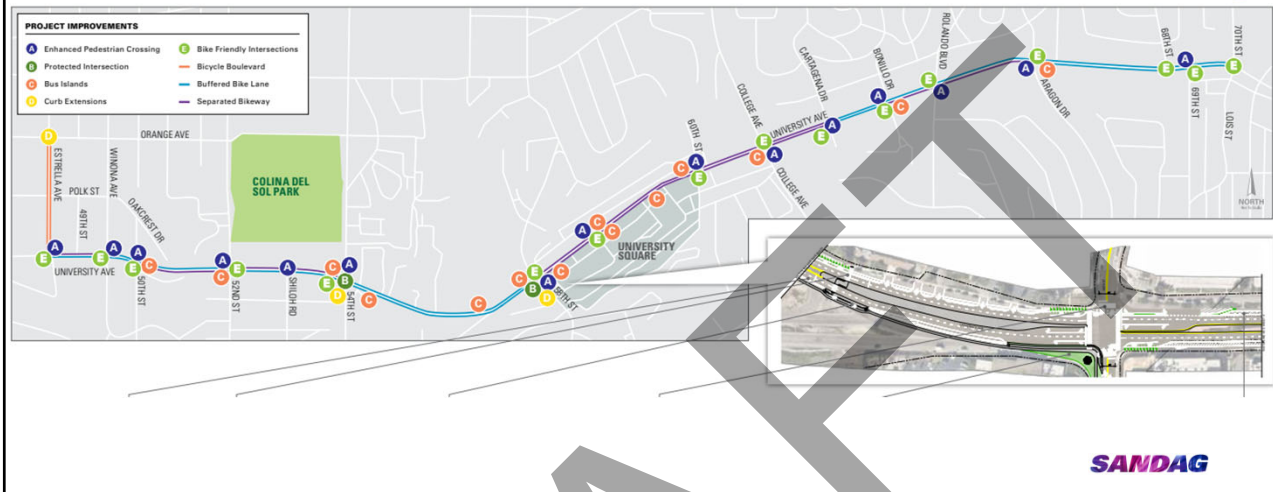 PROJECT IMPROVEMENTS
A Enhanced Pedestrian Crossing
B Protected Intersection
C Bus Islands
D Curb Extensions
E Bike Friendly Intersections
Bicycle Boulevard
Buffered Bike Lane
Separated Bikeway
D
ORANGE AVE
ESTRELLA AVE
WINONA AVE
POLK ST
49TH ST
OAKCREST DR
COLINA DEL
SOL PARK
E
A
E
A
E
A
C
UNIVERSITY AVE
50TH ST
A
C
E
52ND ST
A
SHILOH RD
C
A
E
B
D
54TH ST
C
C
C
E
B
A
C
D
58TH ST
A
C
C
E
UNIVERSITY
SQUARE
C
C
A
E
60TH ST
COLLEGE AVE
E
C
A
COLLEGE AVE
UNIVERSITY AVE
CARTAGENA DR
E
A
BONILLO DR
A
E
C
ROLANDO BLVD
E
A
E
A
C
ARAGON DR
68TH ST
E
A
E
69TH ST
70TH ST
E
LOIS ST
NORTH
SANDAG
DRAFT